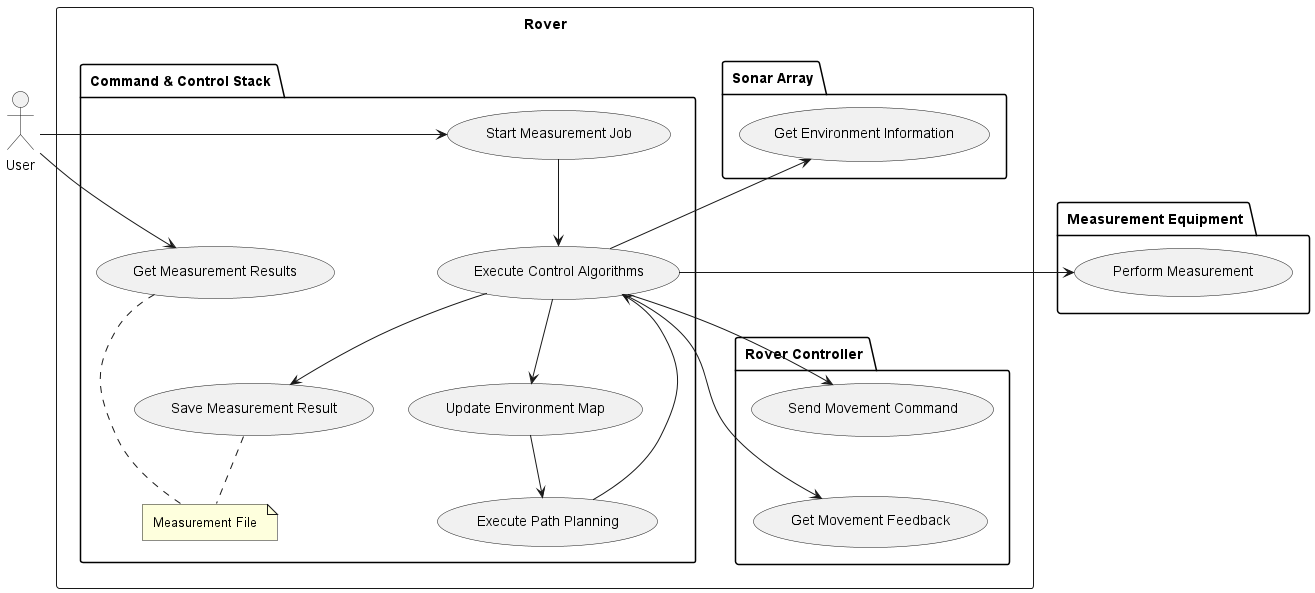 Rover
Command & Control Stack
Sonar Array
Start Measurement Job
Get Environment Information
User
Measurement Equipment
Get Measurement Results
Execute Control Algorithms
Perform Measurement
Rover Controller
Save Measurement Result
Update Environment Map
Send Movement Command
Measurement File
Execute Path Planning
Get Movement Feedback